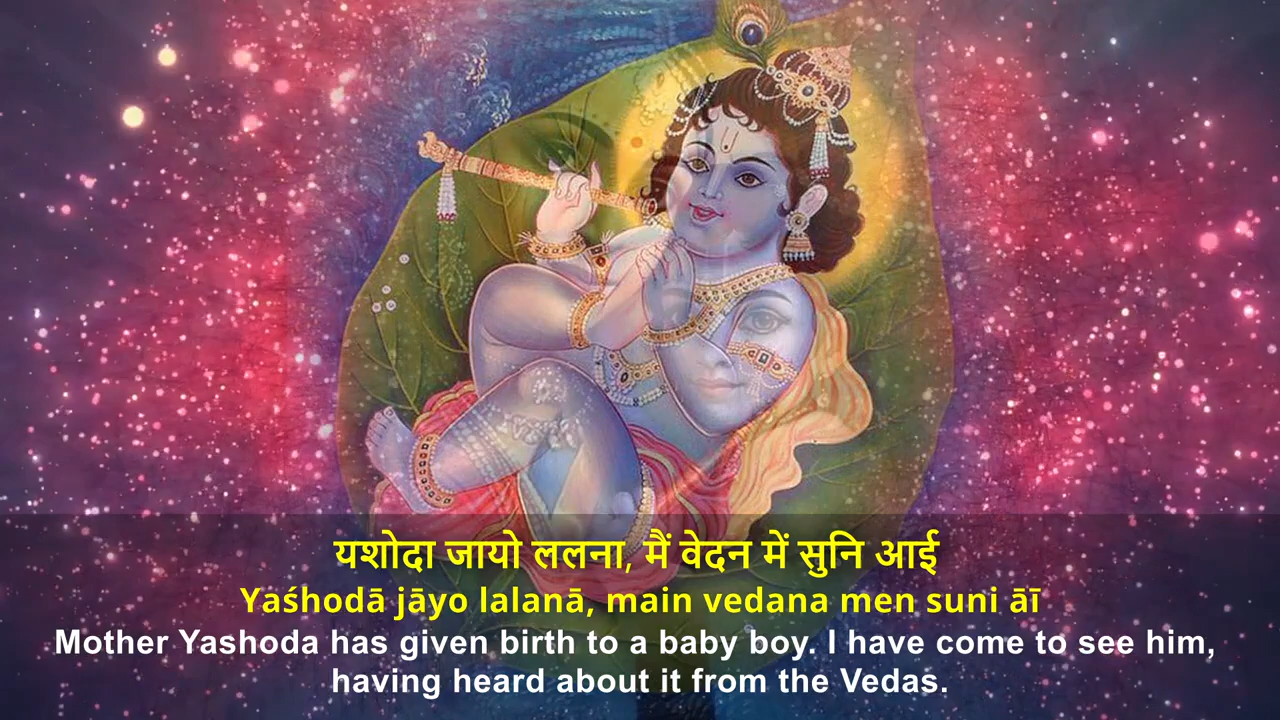 यशोदा जायो ललना, मैं वेदन में सुनि आई
Yaśhodā jāyo lalanā, main vedana men suni āī
Mother Yashoda has given birth to a baby boy. I have come to see him,
having heard about it from the Vedas.